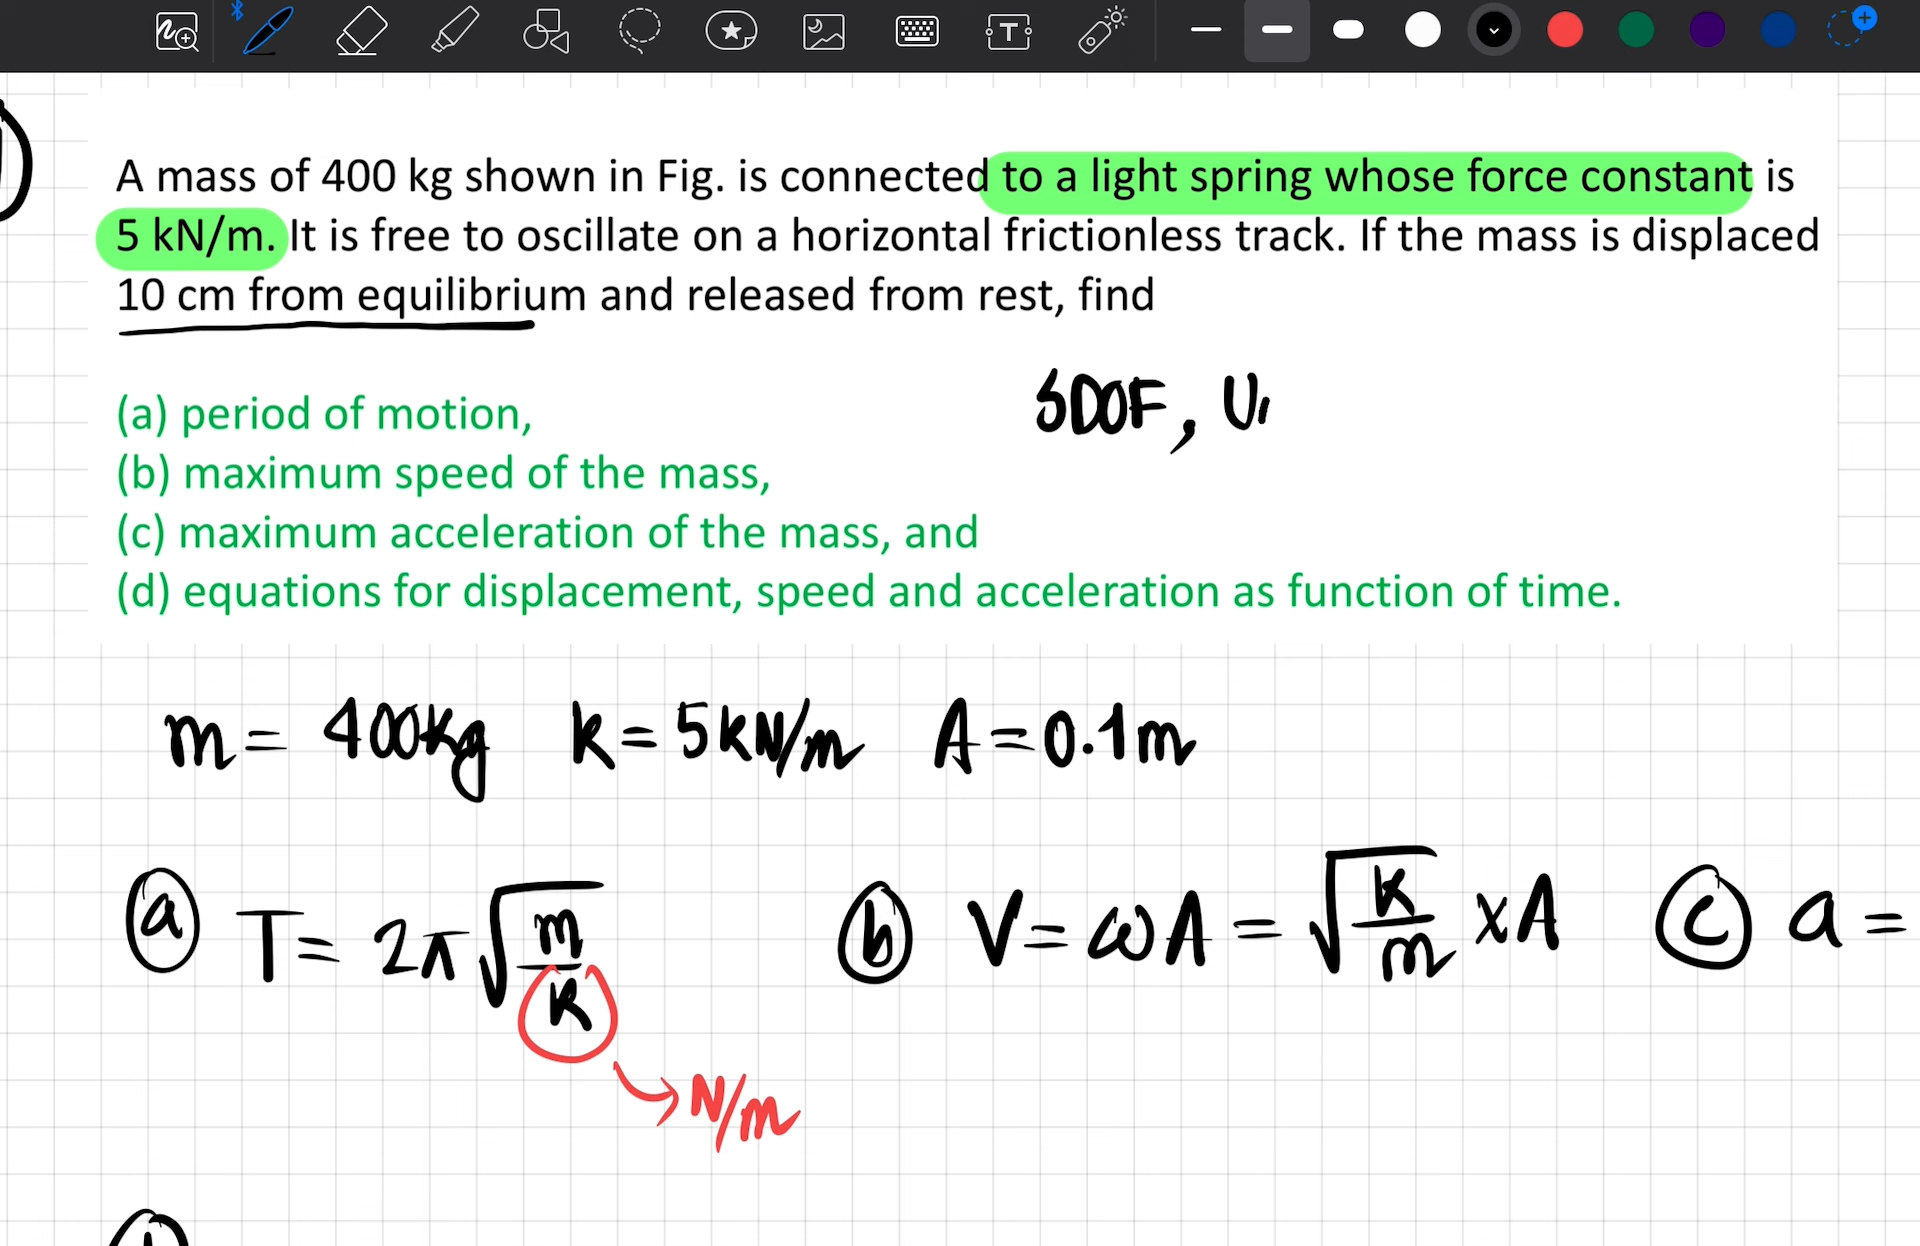 A mass of 400 kg shown in Fig. is connected to a light spring whose force constant is
5 kN/m. It is free to oscillate on a horizontal frictionless track. If the mass is displaced
10 cm from equilibrium and released from rest, find
SDOF,
(a) period of motion,
(b) maximum speed of the mass,
(c) maximum acceleration of the mass, and
(d) equations for displacement, speed and acceleration as function of time.
m = 400kg k = 5kN/m A = 0.1m
(a) T = 2π√(m/k) (b) V = ωA = √(k/m) × A (c) a =
N/m